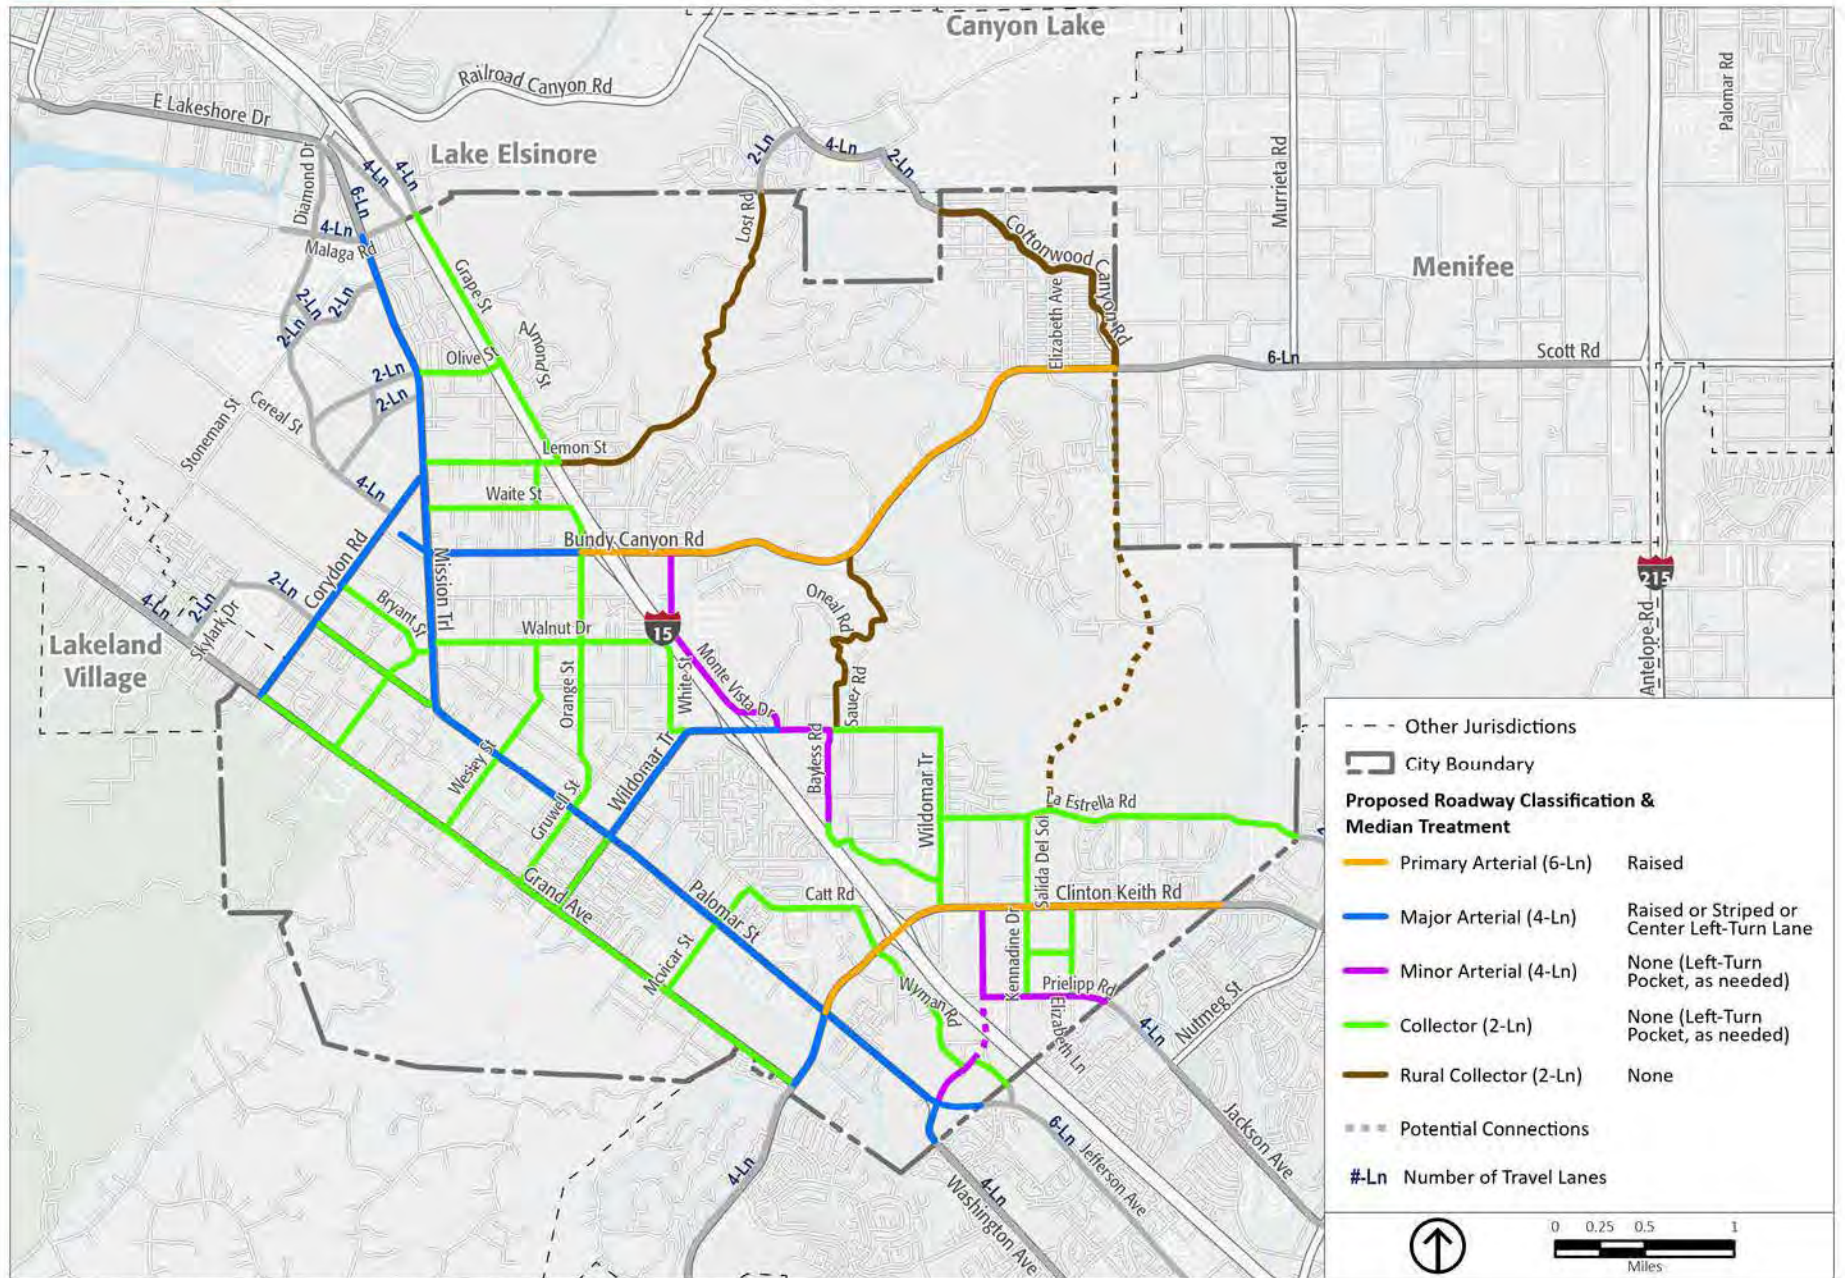 Canyon Lake
Railroad Canyon Rd
E Lakeshore Dr
Palomar Rd
Lake Elsinore
4-Ln
4-Ln
6-Ln
2-Ln
4-Ln
2-Ln
Diamond Dr
Murrieta Rd
4-Ln
Malaga Rd
Lost Rd
Cottonwood Canyon Rd
Menifee
Grape St
2-Ln
2-Ln
2-Ln
Elizabeth Ave
Almond St
Olive St
6-Ln
Scott Rd
2-Ln
2-Ln
Cereal St
Stoneman St
Lemon St
4-Ln
Waite St
Bundy Canyon Rd
Corydon Rd
Mission Trl
215
2-Ln
4-Ln
2-Ln
Skylark Dr
Bryant St
Oneal Rd
Walnut Dr
15
Antelope Rd
Lakeland
Village
Monte Vista Dr
White St
Orange St
Sauer Rd
Bayless Rd
Wesley St
Wildomar Tr
Wildomar Tr
Gruwell St
La Estrella Rd
Salida Del Sol
Grand Ave
Palomar St
Catt Rd
Clinton Keith Rd
Mcvicar St
Kennadine Dr
Wyman Rd
Prielipp Rd
Elizabeth Ln
Nutmeg St
4-Ln
Jackson Ave
6-Ln
Jefferson Ave
4-Ln
4-Ln
Washington Ave
Other Jurisdictions
City Boundary
Proposed Roadway Classification &
Median Treatment
Primary Arterial (6-Ln) Raised
Major Arterial (4-Ln) Raised or Striped or
Center Left-Turn Lane
Minor Arterial (4-Ln) None (Left-Turn
Pocket, as needed)
Collector (2-Ln) None (Left-Turn
Pocket, as needed)
Rural Collector (2-Ln) None
Potential Connections
#-Ln Number of Travel Lanes
0 0.25 0.5 1
Miles